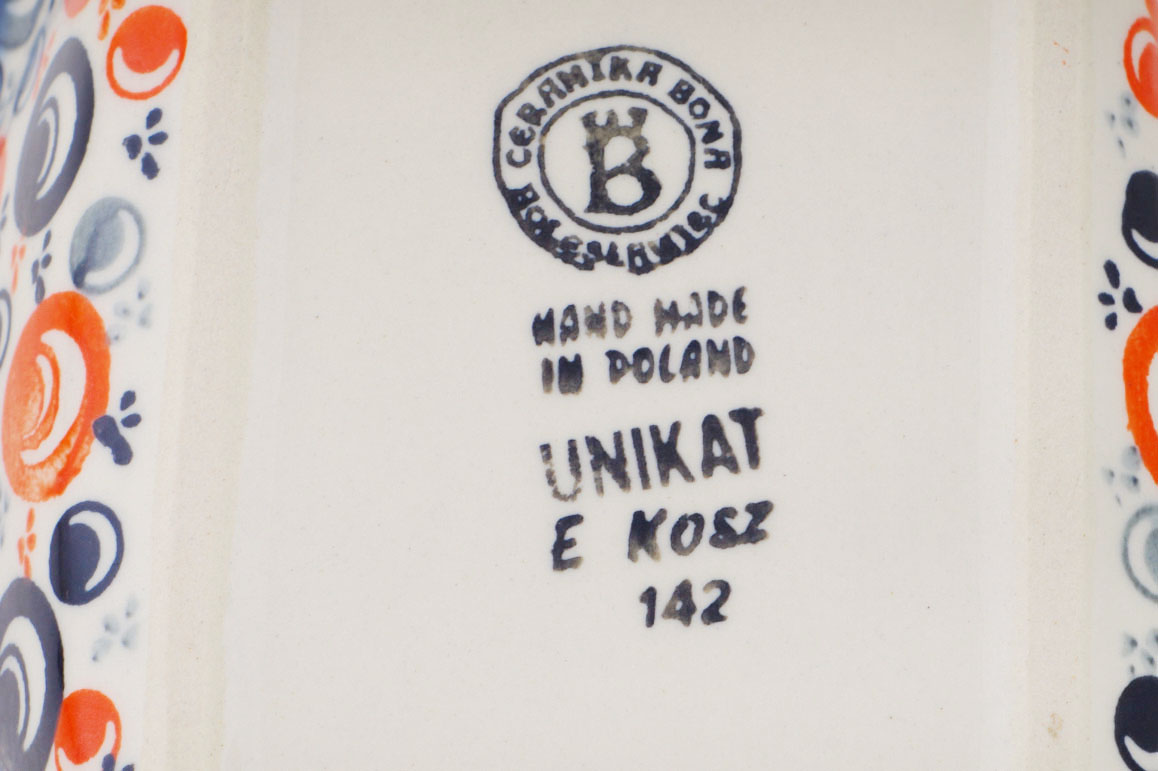 CERAMIKA BONA
B
BOLESŁAWIEC
HAND MADE
IN POLAND
UNIKAT
E KOSZ
142